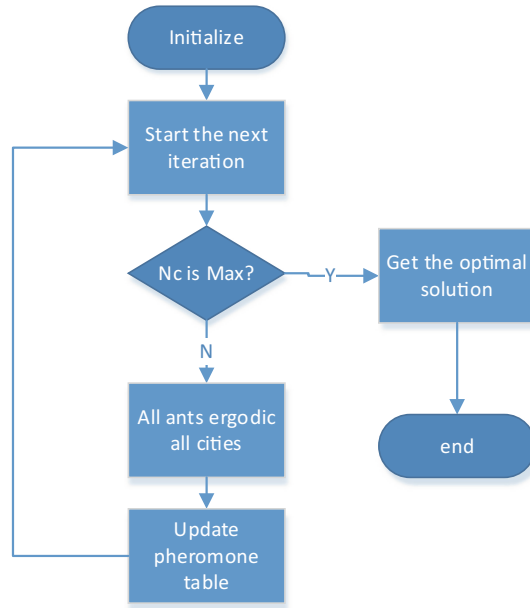 Initialize
Start the next
iteration
Nc is Max?
Y
Get the optimal
solution
N
All ants ergodic
all cities
end
Update
pheromone
table